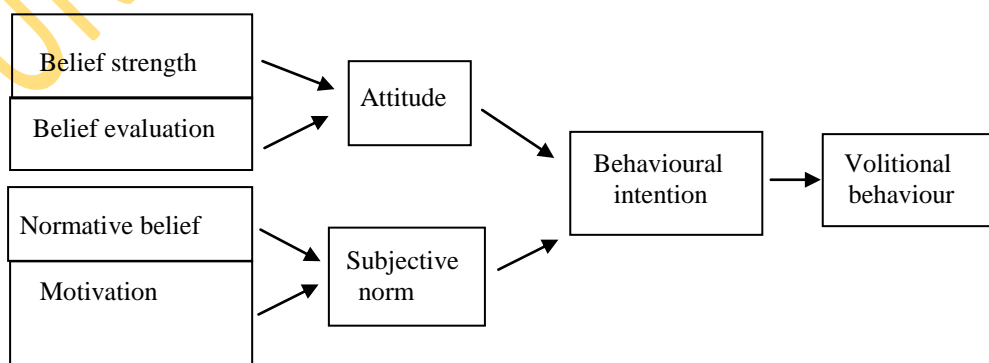 Belief strength
Belief evaluation
Attitude
Normative belief
Motivation
Subjective
norm
Behavioural
intention
Volitional
behaviour